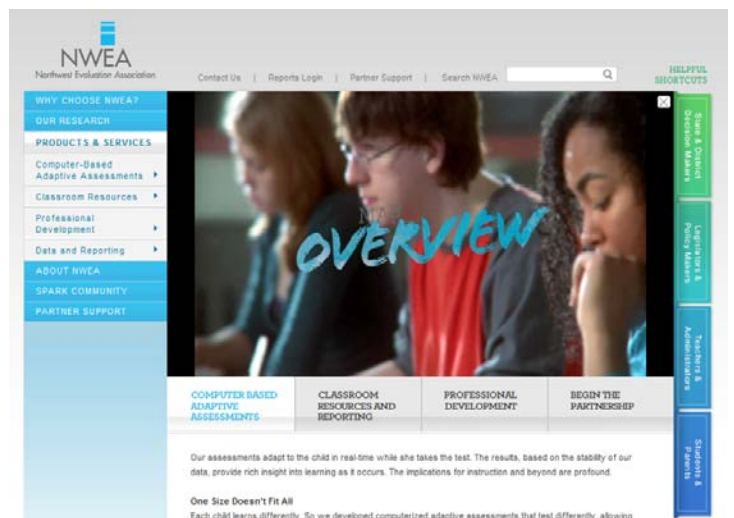 NWEA
Northwest Evaluation Association
Contact Us | Reports Login | Partner Support | Search NWEA
HELPFUL
SHORTCUTS
WHY CHOOSE NWEA?
OUR RESEARCH
PRODUCTS & SERVICES
Computer-Based
Adaptive Assessments
Classroom Resources
Professional
Development
Data and Reporting
ABOUT NWEA
SPARK COMMUNITY
PARTNER SUPPORT
OVERVIEW
State & District
Decision Makers
Legislators &
Policy Makers
Teachers &
Administrators
Students &
Parents
COMPUTER BASED
ADAPTIVE
ASSESSMENTS
CLASSROOM
RESOURCES AND
REPORTING
PROFESSIONAL
DEVELOPMENT
BEGIN THE
PARTNERSHIP
Our assessments adapt to the child in real-time while she takes the test. The results, based on the stability of our
data, provide rich insight into learning as it occurs. The implications for instruction and beyond are profound.
One Size Doesn't Fit All
Each child learns differently. So we developed computerized adaptive assessments that test differently, allowing